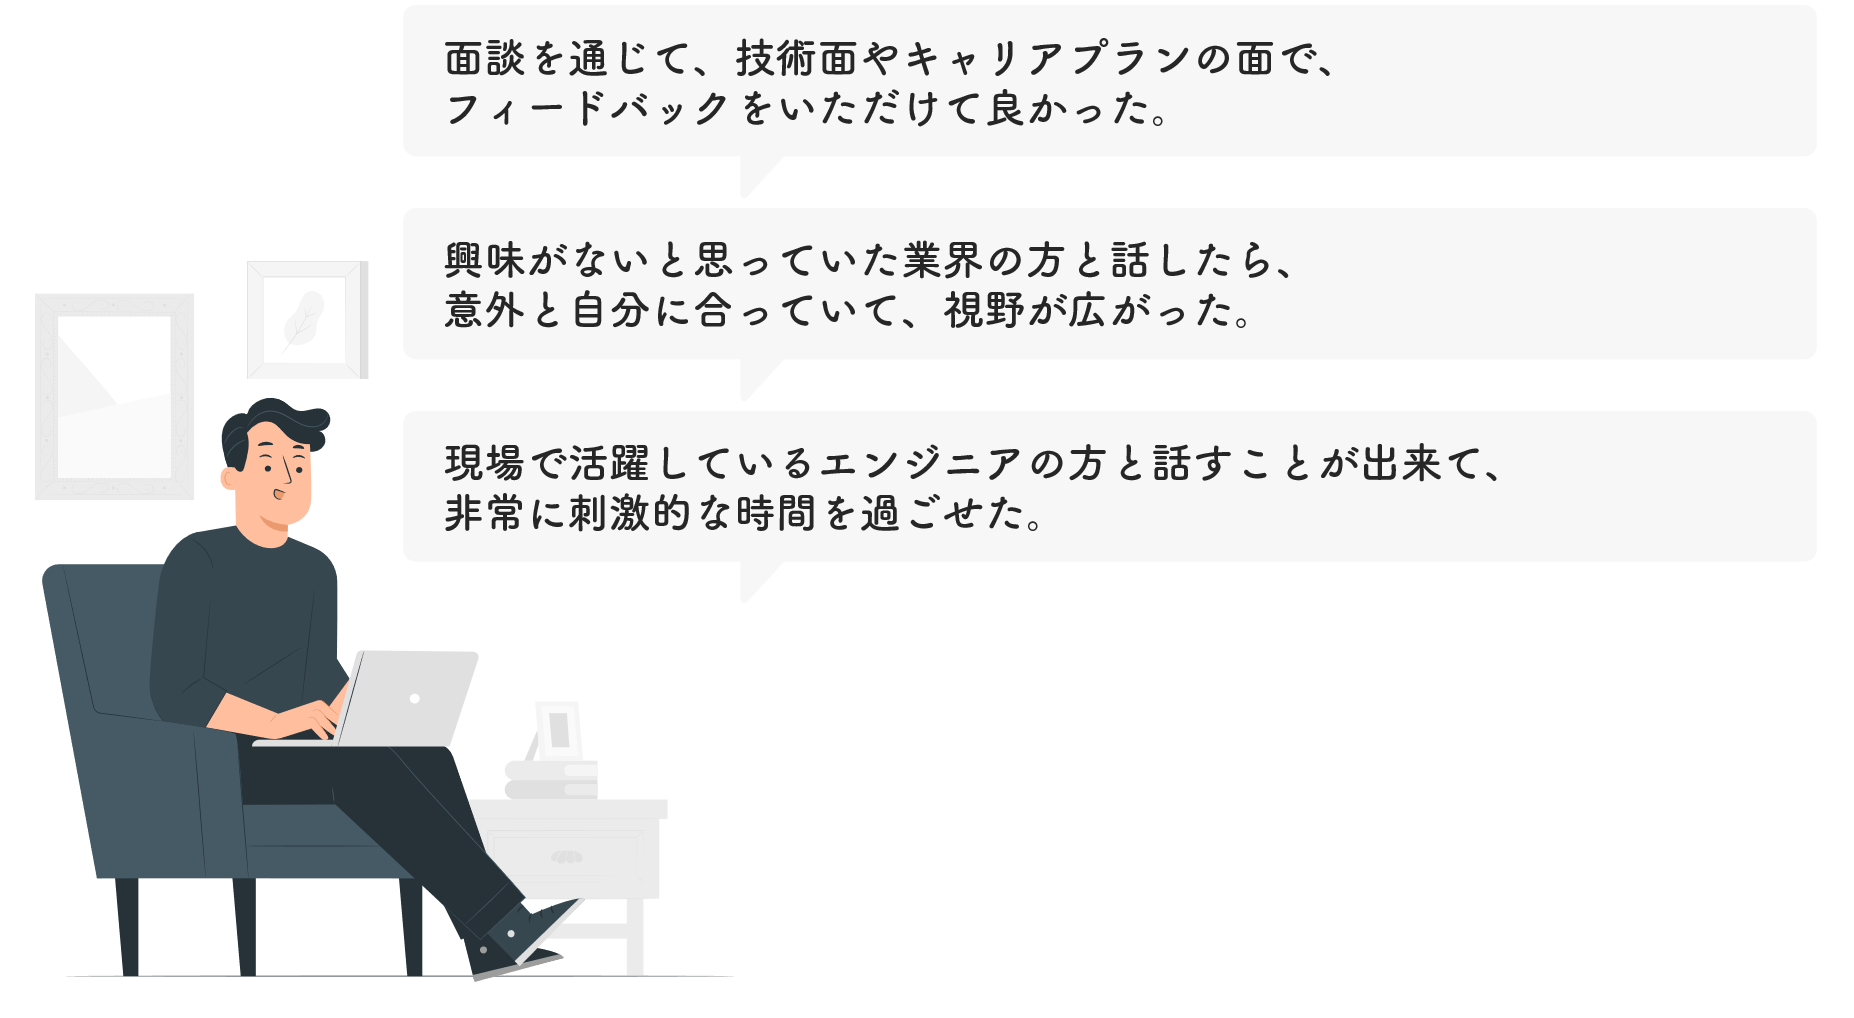 面談を通じて、技術面やキャリアプランの面で、
フィードバックをいただけて良かった。
興味がないと思っていた業界の方と話したら、
意外と自分に合っていて、視野が広がった。
現場で活躍しているエンジニアの方と話すことが出来て、
非常に刺激的な時間を過ごせた。